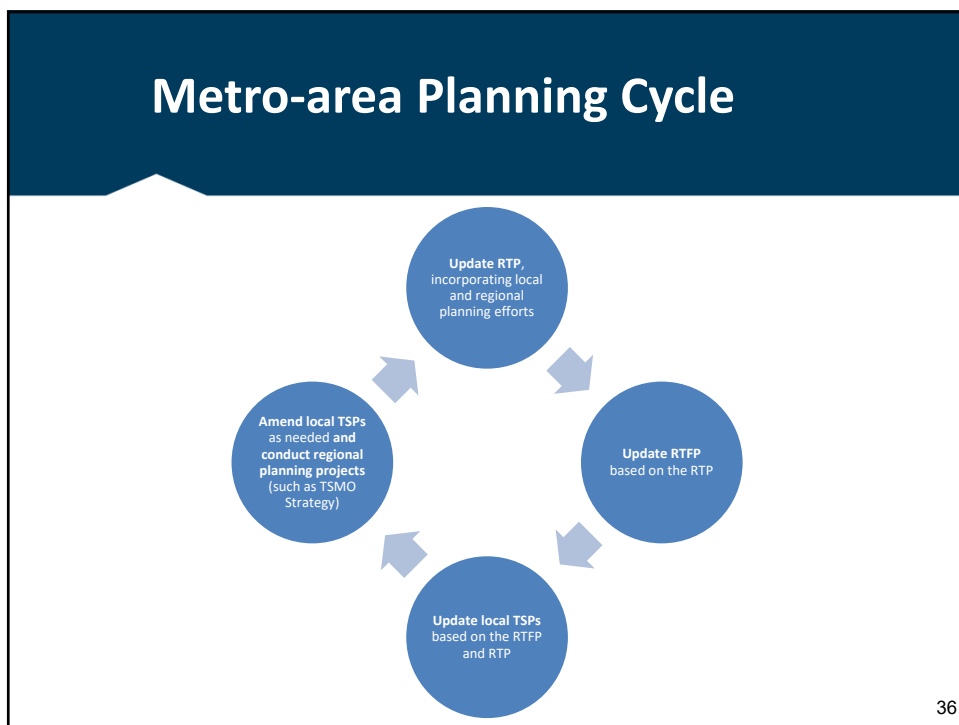 Metro-area Planning Cycle
Update RTP,
incorporating local
and regional
planning efforts
Update RTFP
based on the RTP
Update local TSPs
based on the RTFP
and RTP
Amend local TSPs
as needed and
conduct regional
planning projects
(such as TSMO
Strategy)
36